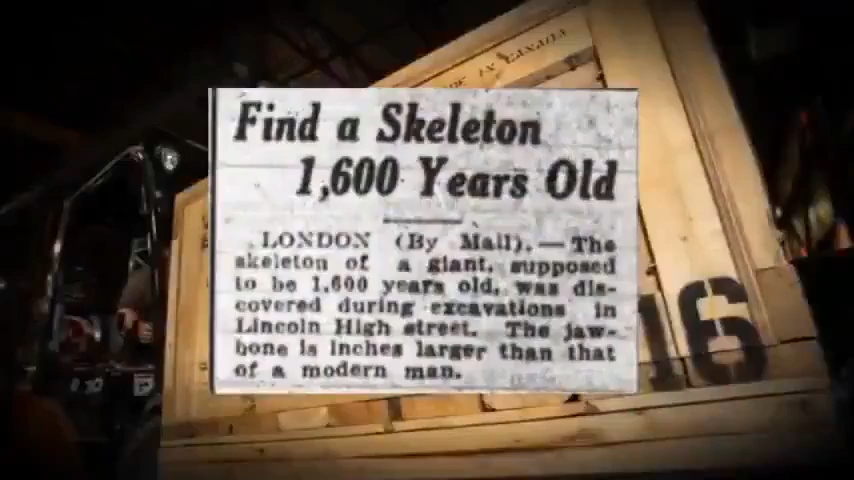 IN CANADA
Find a Skeleton
1,600 Years Old
LONDON (By Mail).—The
skeleton of a giant, supposed
to be 1,600 years old, was dis-
covered during excavations in
Lincoln High street. The jaw-
bone is inches larger than that
of a modern man.
16